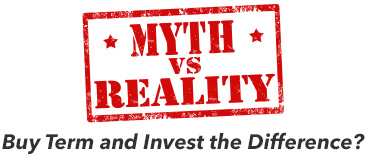 MYTH
VS
REALITY
Buy Term and Invest the Difference?